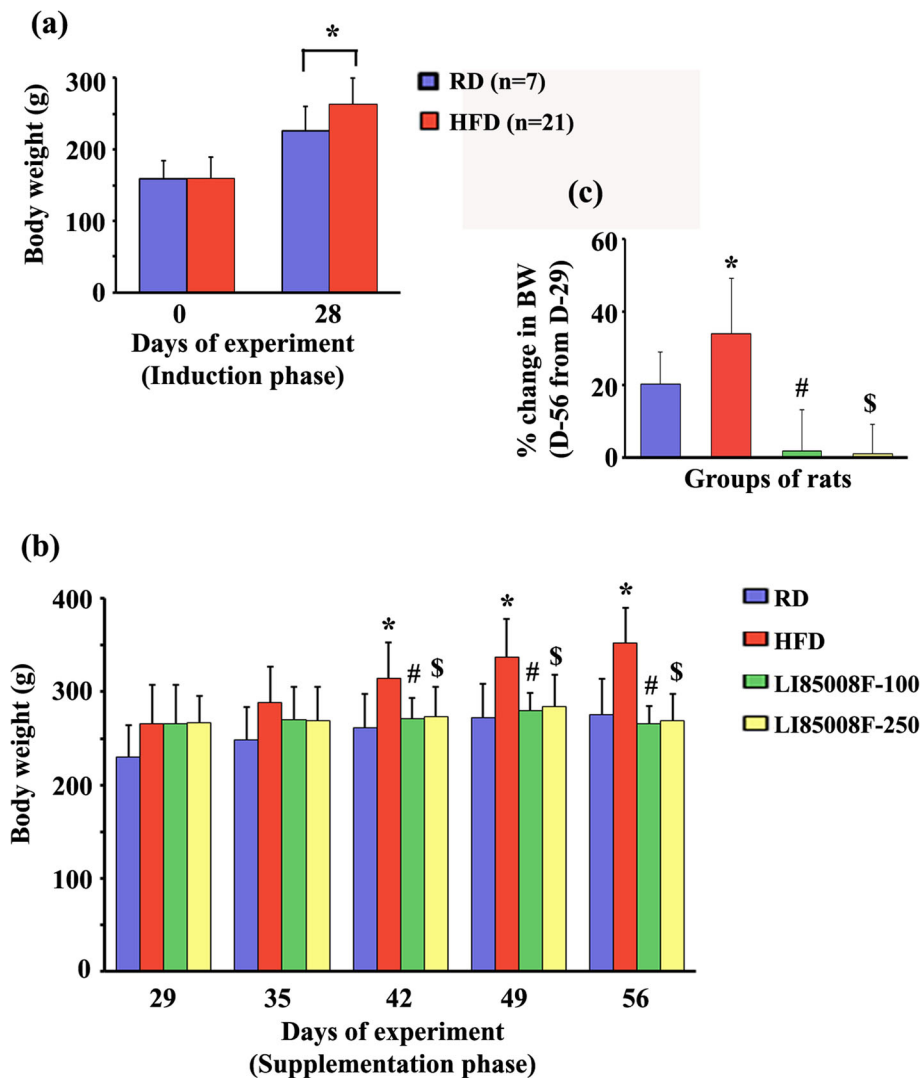 (a)
*
300
200
100
0
Body weight (g)
0 28
Days of experiment
(Induction phase)
RD (n=7)
HFD (n=21)
(c)
60
40
20
0
% change in BW
(D-56 from D-29)
*
#
$
Groups of rats
(b)
400
300
200
100
0
Body weight (g)
* # $
* # $
* # $
29 35 42 49 56
Days of experiment
(Supplementation phase)
RD
HFD
LI85008F-100
LI85008F-250